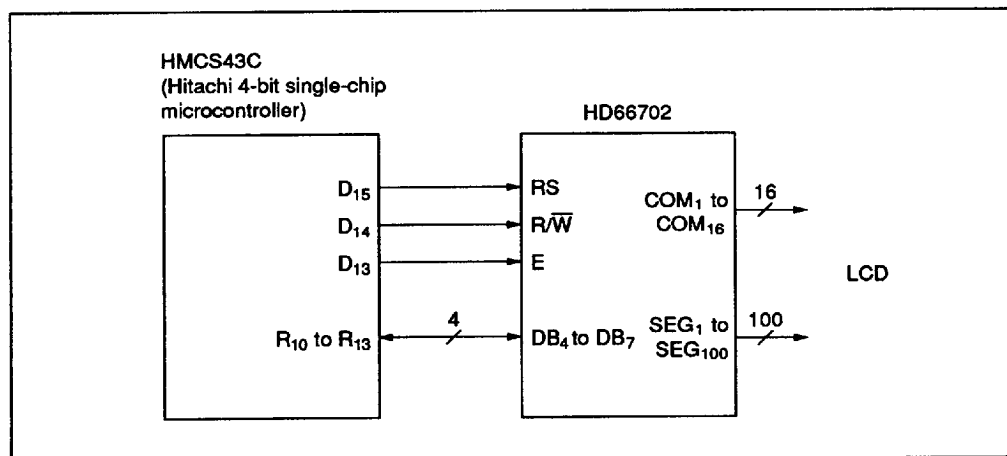 HMCS43C
(Hitachi 4-bit single-chip
microcontroller)
HD66702
D15
RS
COM1 to
COM16
16
D14
R/W̅
D13
E
LCD
R10 to R13
4
DB4 to DB7
SEG1 to
SEG100
100